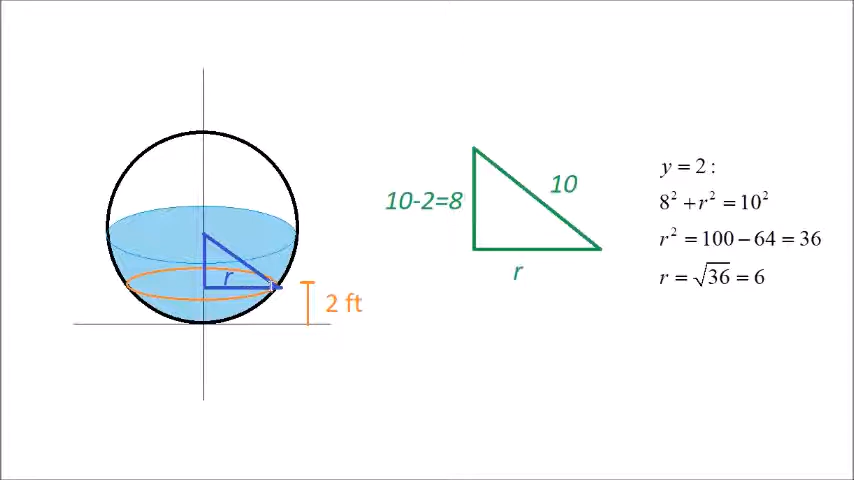 r
2 ft
10-2=8
10
r
y = 2 :
8² + r² = 10²
r² = 100 − 64 = 36
r = √36 = 6